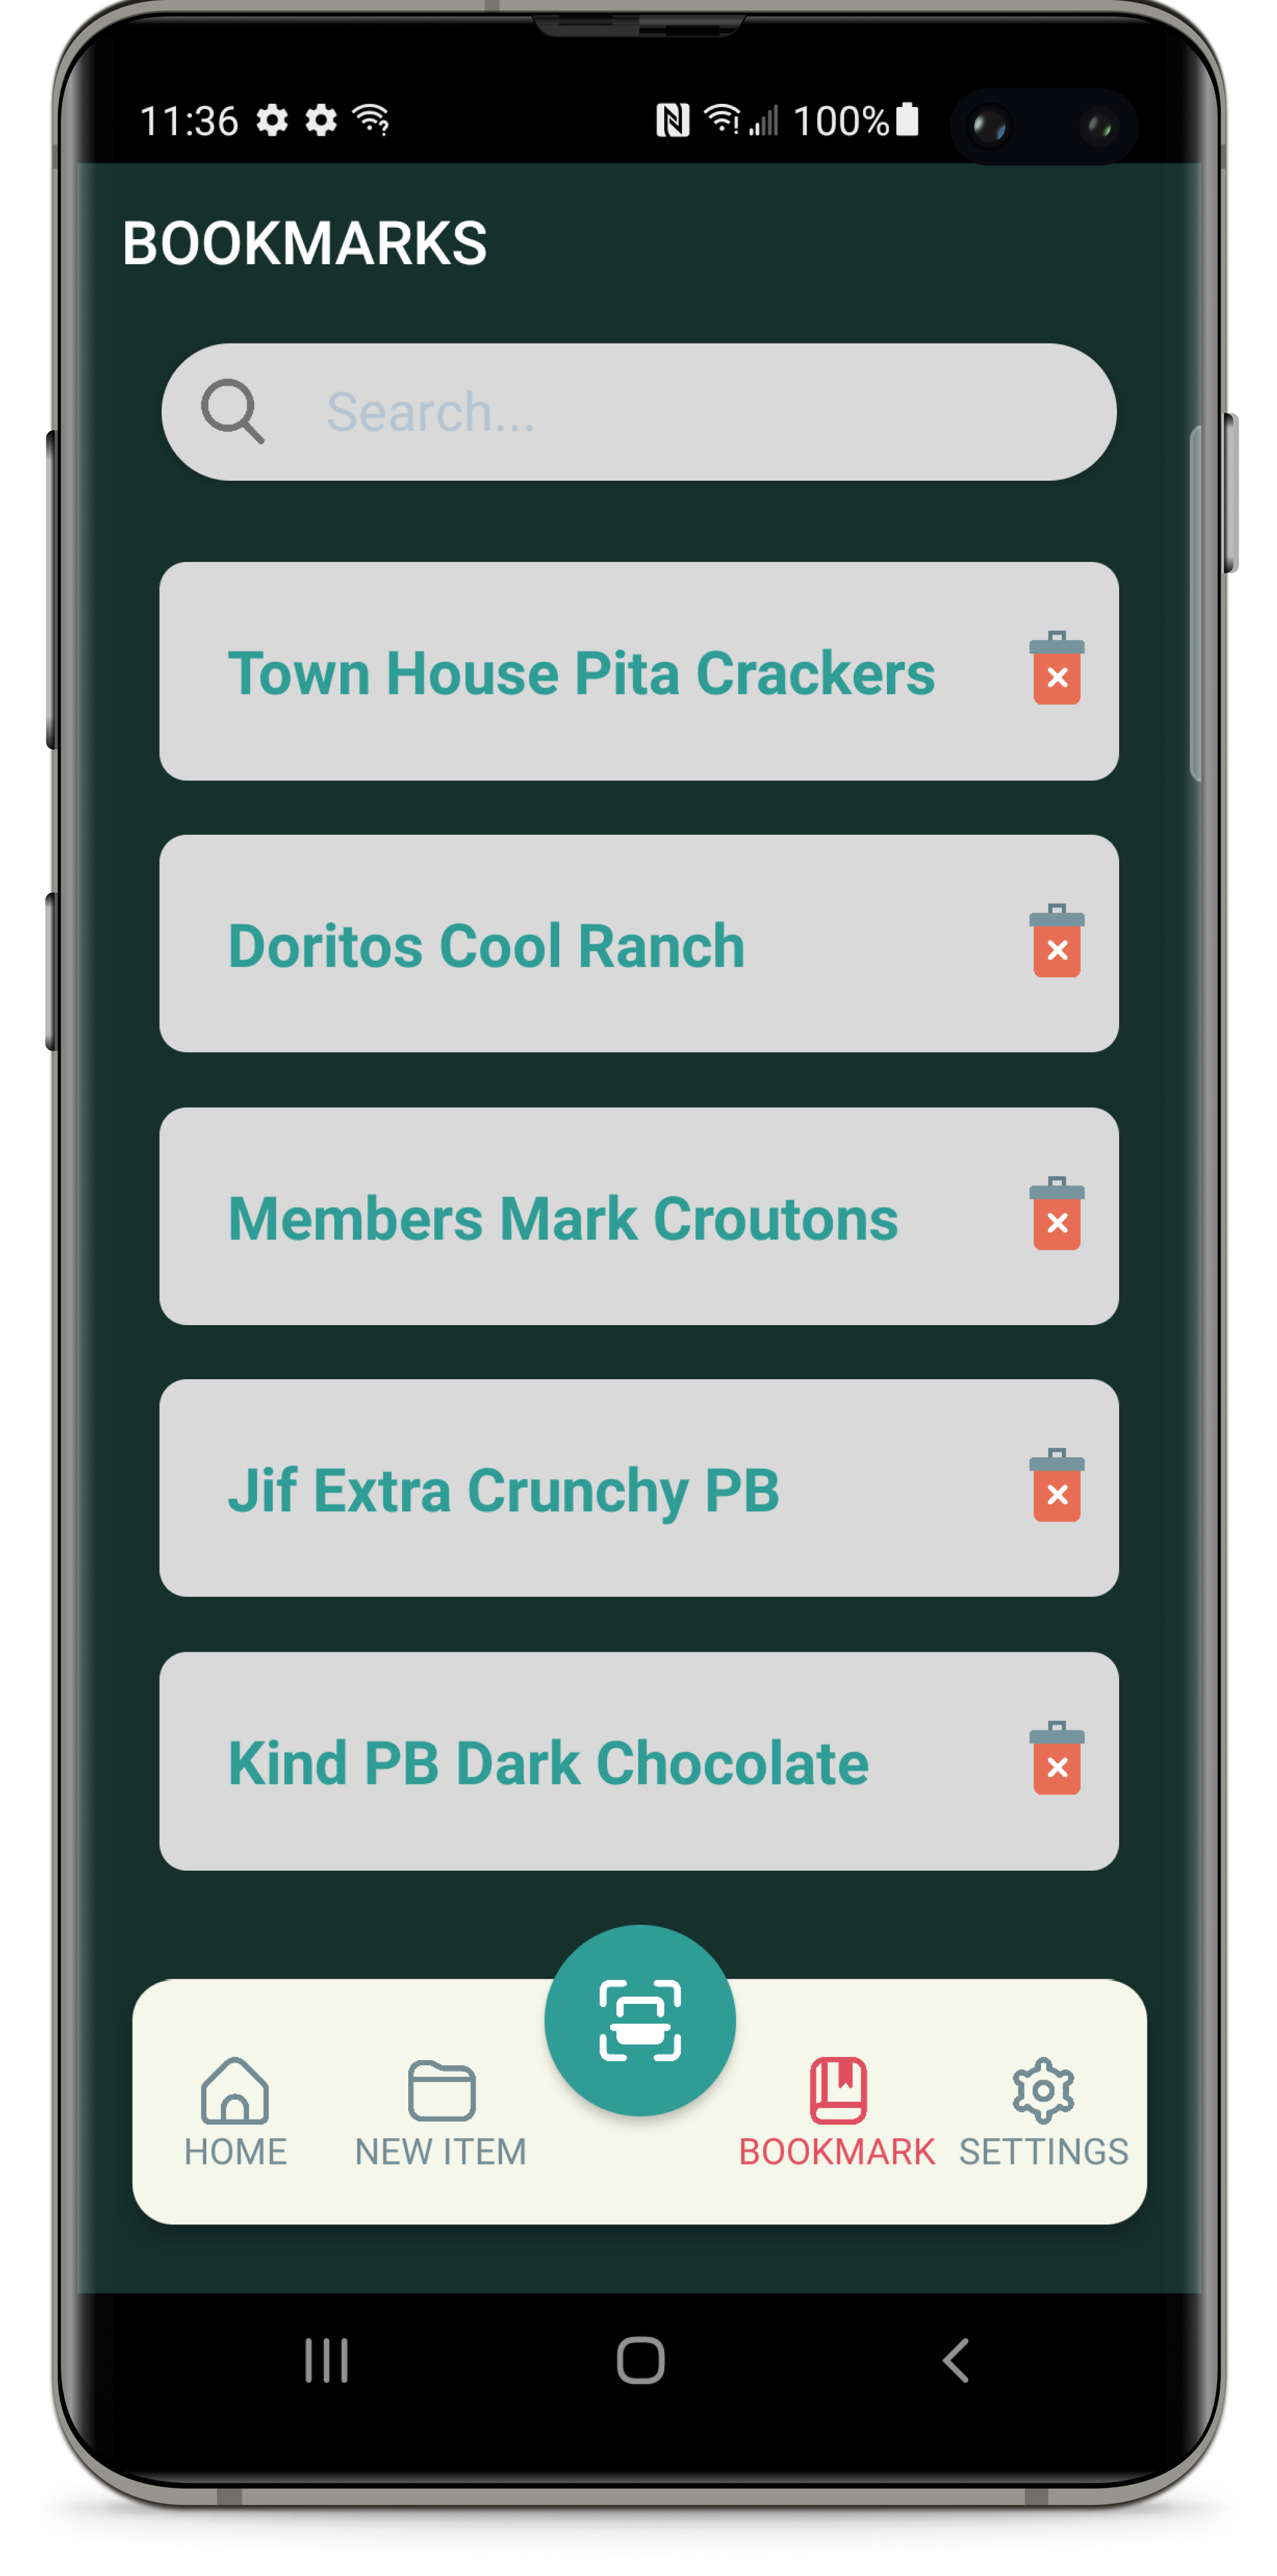 11:36 100%
BOOKMARKS
Search...
Town House Pita Crackers
Doritos Cool Ranch
Members Mark Croutons
Jif Extra Crunchy PB
Kind PB Dark Chocolate
HOME NEW ITEM BOOKMARK SETTINGS